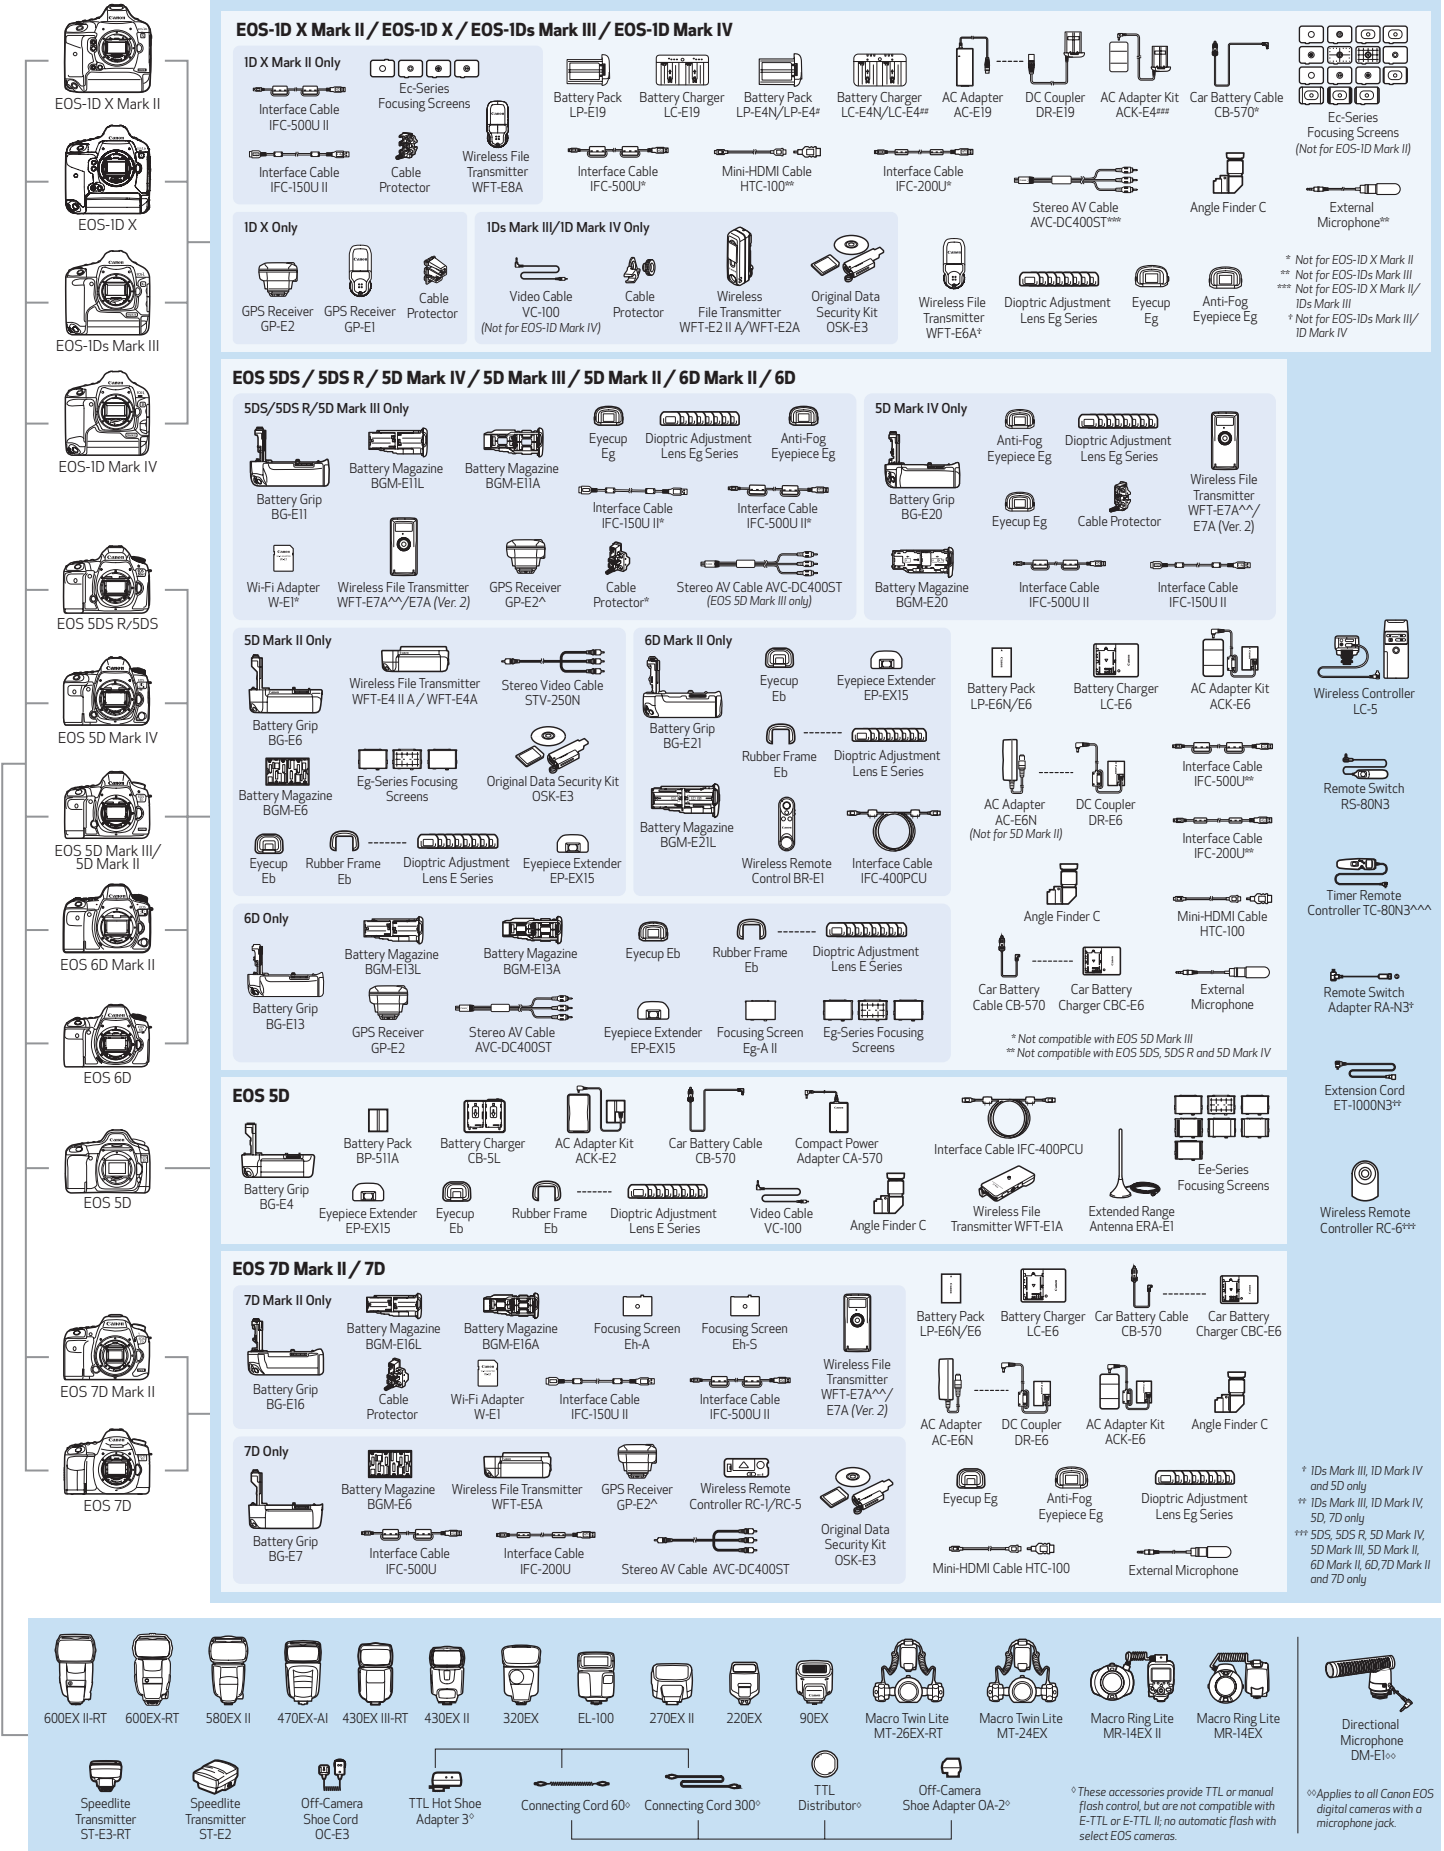 EOS-1D X Mark II / EOS-1D X / EOS-1Ds Mark III / EOS-1D Mark IV
1D X Mark II Only
Interface Cable
IFC-500U II
Ec-Series
Focusing Screens
Interface Cable
IFC-150U II
Cable
Protector
Wireless File
Transmitter
WFT-E8A
Battery Pack
LP-E19
Battery Charger
LC-E19
Battery Pack
LP-E4N/LP-E4#
Battery Charger
LC-E4N/LC-E4##
AC Adapter
AC-E19
DC Coupler
DR-E19
AC Adapter Kit
ACK-E4###
Car Battery Cable
CB-570*
Ec-Series
Focusing Screens
(Not for EOS-1D Mark II)
Interface Cable
IFC-500U*
Mini-HDMI Cable
HTC-100**
Interface Cable
IFC-200U*
Stereo AV Cable
AVC-DC400ST***
Angle Finder C
External
Microphone**
1D X Only
GPS Receiver
GP-E2
GPS Receiver
GP-E1
Cable
Protector
1Ds Mark III/1D Mark IV Only
Video Cable
VC-100
(Not for EOS-1D Mark IV)
Cable
Protector
Wireless
File Transmitter
WFT-E2 II A/WFT-E2A
Original Data
Security Kit
OSK-E3
Wireless File
Transmitter
WFT-E6A†
Dioptric Adjustment
Lens Eg Series
Eyecup
Eg
Anti-Fog
Eyepiece Eg
* Not for EOS-1D X Mark II
** Not for EOS-1Ds Mark III
*** Not for EOS-1D X Mark II/
1Ds Mark III
† Not for EOS-1Ds Mark III/
1D Mark IV
EOS-1D X Mark II
EOS-1D X
EOS-1Ds Mark III
EOS-1D Mark IV
EOS 5DS / 5DS R / 5D Mark IV / 5D Mark III / 5D Mark II / 6D Mark II / 6D
5DS/5DS R/5D Mark III Only
Battery Grip
BG-E11
Battery Magazine
BGM-E11L
Battery Magazine
BGM-E11A
Eyecup
Eg
Dioptric Adjustment
Lens Eg Series
Anti-Fog
Eyepiece Eg
Interface Cable
IFC-150U II*
Interface Cable
IFC-500U II*
Wi-Fi Adapter
W-E1*
Wireless File Transmitter
WFT-E7A^^/E7A (Ver. 2)
GPS Receiver
GP-E2^
Cable
Protector*
Stereo AV Cable AVC-DC400ST
(EOS 5D Mark III only)
5D Mark IV Only
Battery Grip
BG-E20
Anti-Fog
Eyepiece Eg
Dioptric Adjustment
Lens Eg Series
Wireless File
Transmitter
WFT-E7A^^/
E7A (Ver. 2)
Eyecup Eg
Cable Protector
Battery Magazine
BGM-E20
Interface Cable
IFC-500U II
Interface Cable
IFC-150U II
5D Mark II Only
Battery Grip
BG-E6
Wireless File Transmitter
WFT-E4 II A / WFT-E4A
Stereo Video Cable
STV-250N
Battery Magazine
BGM-E6
Eg-Series Focusing
Screens
Original Data Security Kit
OSK-E3
Eyecup
Eb
Rubber Frame
Eb
Dioptric Adjustment
Lens E Series
Eyepiece Extender
EP-EX15
6D Mark II Only
Battery Grip
BG-E21
Eyecup
Eb
Eyepiece Extender
EP-EX15
Rubber Frame
Eb
Dioptric Adjustment
Lens E Series
Battery Magazine
BGM-E21L
Wireless Remote
Control BR-E1
Interface Cable
IFC-400PCU
Battery Pack
LP-E6N/E6
Battery Charger
LC-E6
AC Adapter Kit
ACK-E6
AC Adapter
AC-E6N
(Not for 5D Mark II)
DC Coupler
DR-E6
Interface Cable
IFC-500U**
Interface Cable
IFC-200U**
Angle Finder C
Mini-HDMI Cable
HTC-100
Car Battery
Cable CB-570
Car Battery
Charger CBC-E6
External
Microphone
* Not compatible with EOS 5D Mark III
** Not compatible with EOS 5DS, 5DS R and 5D Mark IV
6D Only
Battery Grip
BG-E13
Battery Magazine
BGM-E13L
Battery Magazine
BGM-E13A
Eyecup Eb
Rubber Frame
Eb
Dioptric Adjustment
Lens E Series
GPS Receiver
GP-E2
Stereo AV Cable
AVC-DC400ST
Eyepiece Extender
EP-EX15
Focusing Screen
Eg-A II
Eg-Series Focusing
Screens
EOS 5DS R/5DS
EOS 5D Mark IV
EOS 5D Mark III/
5D Mark II
EOS 6D Mark II
EOS 6D
Wireless Controller
LC-5
Remote Switch
RS-80N3
Timer Remote
Controller TC-80N3^^^
Remote Switch
Adapter RA-N3†
Extension Cord
ET-1000N3††
Wireless Remote
Controller RC-6†††
EOS 5D
EOS 5D
Battery Grip
BG-E4
Battery Pack
BP-511A
Battery Charger
CB-5L
AC Adapter Kit
ACK-E2
Car Battery Cable
CB-570
Compact Power
Adapter CA-570
Interface Cable IFC-400PCU
Ee-Series
Focusing Screens
Eyepiece Extender
EP-EX15
Eyecup
Eb
Rubber Frame
Eb
Dioptric Adjustment
Lens E Series
Video Cable
VC-100
Angle Finder C
Wireless File
Transmitter WFT-E1A
Extended Range
Antenna ERA-E1
EOS 7D Mark II / 7D
7D Mark II Only
Battery Grip
BG-E16
Battery Magazine
BGM-E16L
Battery Magazine
BGM-E16A
Focusing Screen
Eh-A
Focusing Screen
Eh-S
Wireless File
Transmitter
WFT-E7A^^/
E7A (Ver. 2)
Cable
Protector
Wi-Fi Adapter
W-E1
Interface Cable
IFC-150U II
Interface Cable
IFC-500U II
7D Only
Battery Grip
BG-E7
Battery Magazine
BGM-E6
Wireless File Transmitter
WFT-E5A
GPS Receiver
GP-E2^
Wireless Remote
Controller RC-1/RC-5
Original Data
Security Kit
OSK-E3
Interface Cable
IFC-500U
Interface Cable
IFC-200U
Stereo AV Cable AVC-DC400ST
Battery Pack
LP-E6N/E6
Battery Charger
LC-E6
Car Battery Cable
CB-570
Car Battery
Charger CBC-E6
AC Adapter
AC-E6N
DC Coupler
DR-E6
AC Adapter Kit
ACK-E6
Angle Finder C
Eyecup Eg
Anti-Fog
Eyepiece Eg
Dioptric Adjustment
Lens Eg Series
Mini-HDMI Cable HTC-100
External Microphone
EOS 7D Mark II
EOS 7D
† 1Ds Mark III, 1D Mark IV
and 5D only
†† 1Ds Mark III, 1D Mark IV,
5D, 7D only
††† 5DS, 5DS R, 5D Mark IV,
5D Mark III, 5D Mark II,
6D Mark II, 6D,7D Mark II
and 7D only
600EX II-RT
600EX-RT
580EX II
470EX-AI
430EX III-RT
430EX II
320EX
EL-100
270EX II
220EX
90EX
Macro Twin Lite
MT-26EX-RT
Macro Twin Lite
MT-24EX
Macro Ring Lite
MR-14EX II
Macro Ring Lite
MR-14EX
Directional
Microphone
DM-E1◊◊
Speedlite
Transmitter
ST-E3-RT
Speedlite
Transmitter
ST-E2
Off-Camera
Shoe Cord
OC-E3
TTL Hot Shoe
Adapter 3◊
Connecting Cord 60◊
Connecting Cord 300◊
TTL
Distributor◊
Off-Camera
Shoe Adapter OA-2◊
◊ These accessories provide TTL or manual
flash control, but are not compatible with
E-TTL or E-TTL II; no automatic flash with
select EOS cameras.
◊◊Applies to all Canon EOS
digital cameras with a
microphone jack.